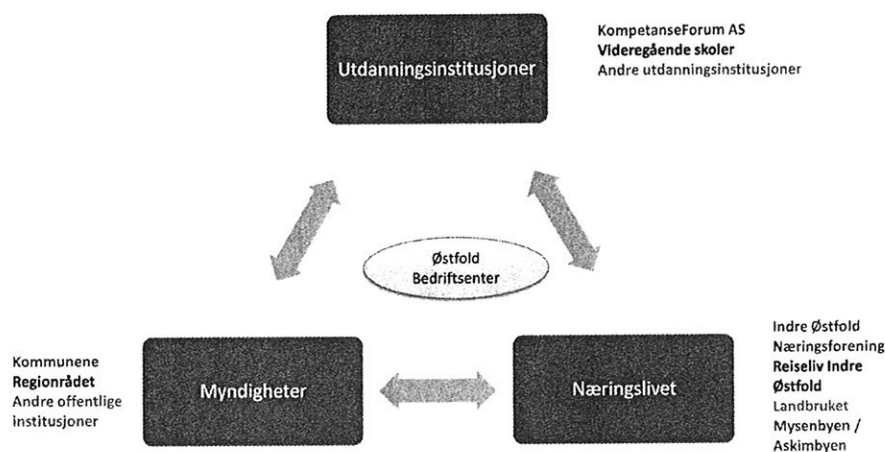 Utdanningsinstitusjoner
KompetanseForum AS
Videregående skoler
Andre utdanningsinstitusjoner
Østfold
Bedriftsenter
Kommunene
Regionrådet
Andre offentlige
institusjoner
Myndigheter
Næringslivet
Indre Østfold
Næringsforening
Reiseliv Indre
Østfold
Landbruket
Mysenbyen /
Askimbyen